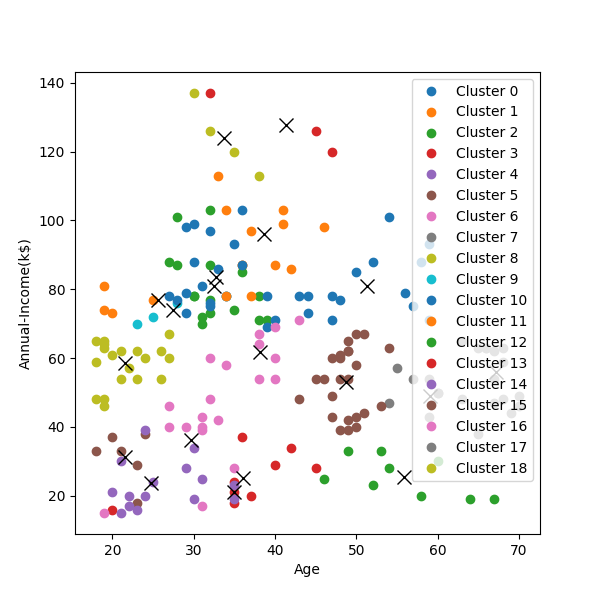 140
120
100
80
60
40
20
Annual-Income(k$)
20
30
40
50
60
70
Age
Cluster 0
Cluster 1
Cluster 2
Cluster 3
Cluster 4
Cluster 5
Cluster 6
Cluster 7
Cluster 8
Cluster 9
Cluster 10
Cluster 11
Cluster 12
Cluster 13
Cluster 14
Cluster 15
Cluster 16
Cluster 17
Cluster 18